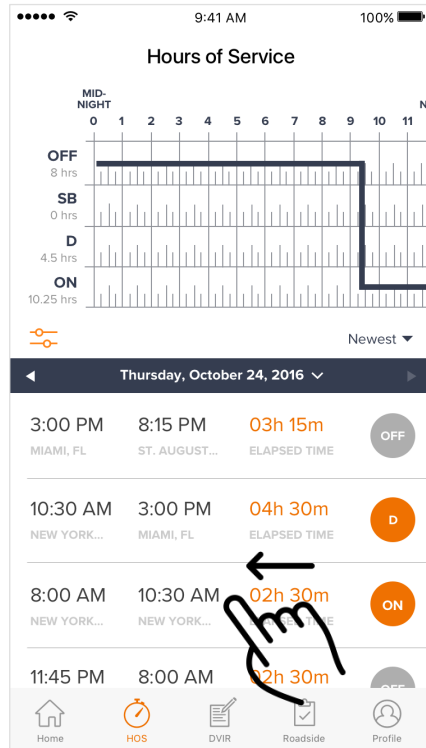 9:41 AM 100%
Hours of Service
MID-
NIGHT N
0 1 2 3 4 5 6 7 8 9 10 11
OFF
8 hrs
SB
0 hrs
D
4.5 hrs
ON
10.25 hrs
Newest
Thursday, October 24, 2016
3:00 PM 8:15 PM 03h 15m OFF
MIAMI, FL ST. AUGUST... ELAPSED TIME
10:30 AM 3:00 PM 04h 30m D
NEW YORK... MIAMI, FL ELAPSED TIME
8:00 AM 10:30 AM 02h 30m ON
NEW YORK... NEW YORK... ELAPSED TIME
11:45 PM 8:00 AM 02h 30m OFF
Home HOS DVIR Roadside Profile